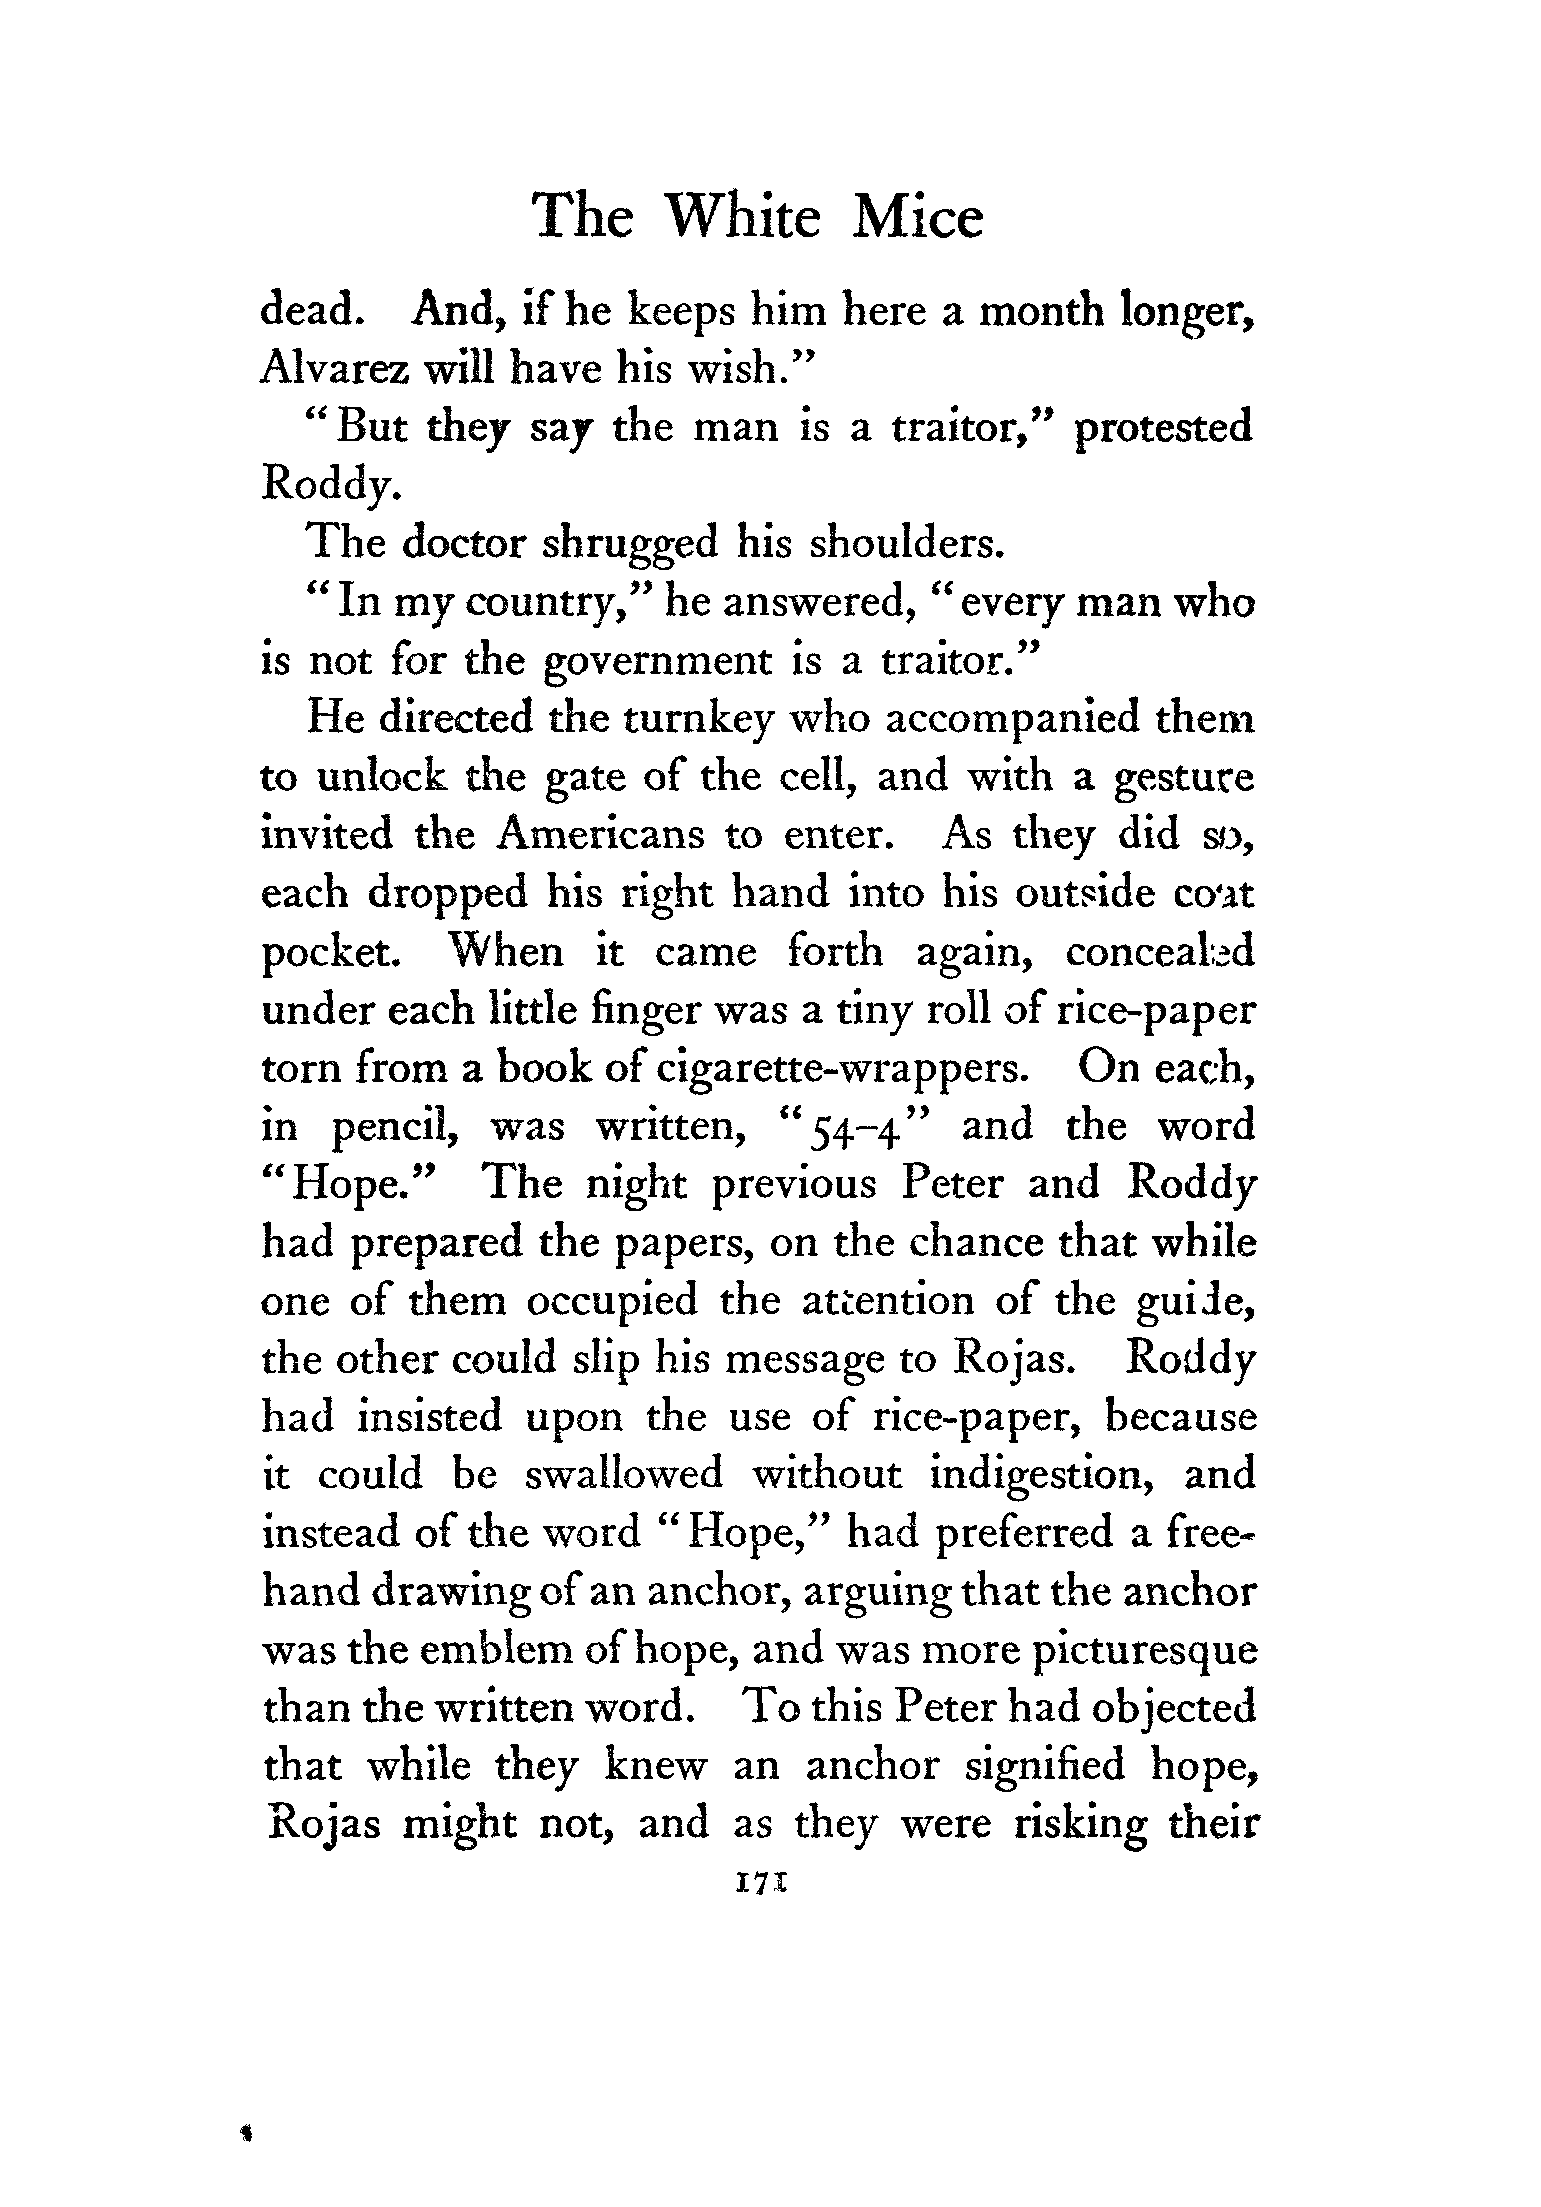 The White Mice
dead. And, if he keeps him here a month longer,
Alvarez will have his wish."
"But they say the man is a traitor," protested
Roddy.
The doctor shrugged his shoulders.
"In my country," he answered, "every man who
is not for the government is a traitor."
He directed the turnkey who accompanied them
to unlock the gate of the cell, and with a gesture
invited the Americans to enter. As they did so,
each dropped his right hand into his outside coat
pocket. When it came forth again, concealed
under each little finger was a tiny roll of rice-paper
torn from a book of cigarette-wrappers. On each,
in pencil, was written, "54-4" and the word
"Hope." The night previous Peter and Roddy
had prepared the papers, on the chance that while
one of them occupied the attention of the guide,
the other could slip his message to Rojas. Roddy
had insisted upon the use of rice-paper, because
it could be swallowed without indigestion, and
instead of the word "Hope," had preferred a free-
hand drawing of an anchor, arguing that the anchor
was the emblem of hope, and was more picturesque
than the written word. To this Peter had objected
that while they knew an anchor signified hope,
Rojas might not, and as they were risking their
171